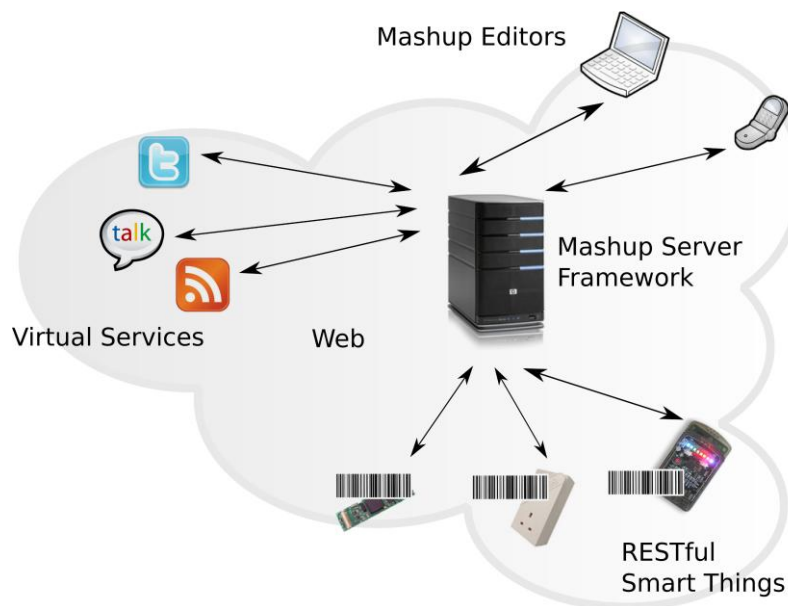 Mashup Editors
talk
Mashup Server
Framework
Virtual Services
Web
RESTful
Smart Things